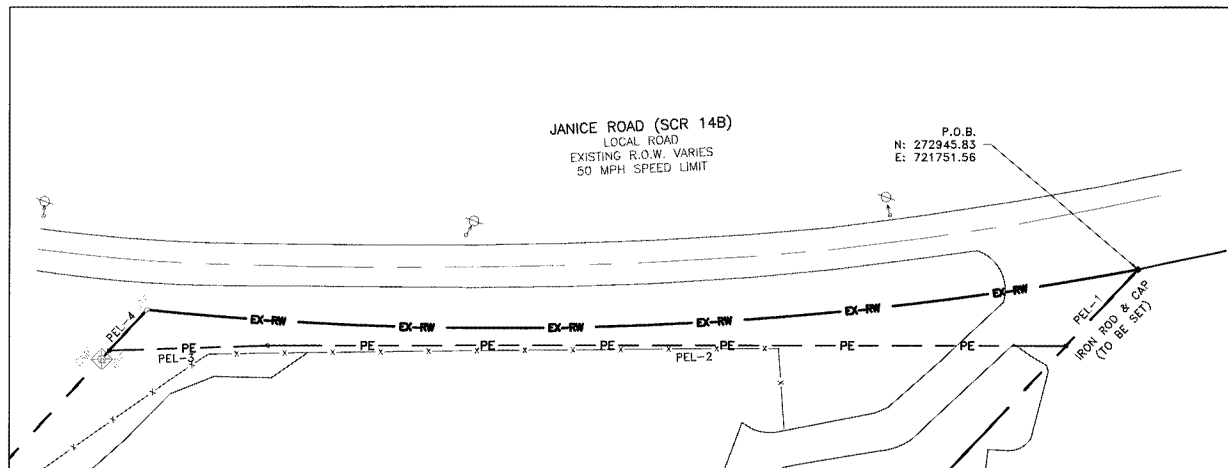 JANICE ROAD (SCR 14B)
LOCAL ROAD
EXISTING R.O.W. VARIES
50 MPH SPEED LIMIT
P.O.B.
N: 272945.83
E: 721751.56
PEL-4
EX-RW
EX-RW
EX-RW
EX-RW
EX-RW
EX-RW
PEL-1
IRON ROD & CAP
(TO BE SET)
PE
PE
PE
PE
PE
PE
PE
PEL-3
PEL-2